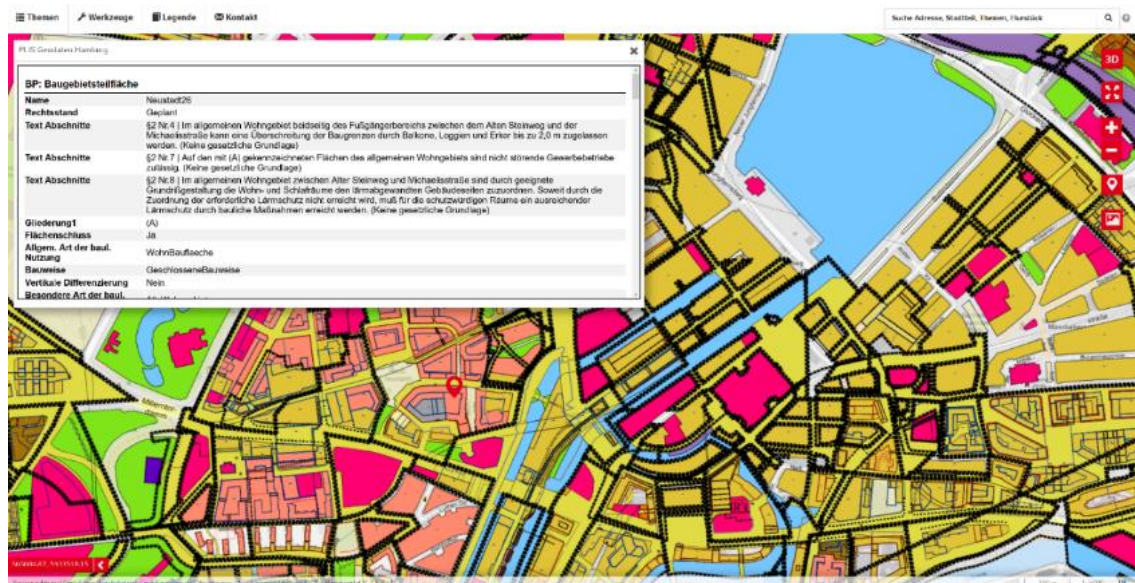 Themen Werkzeuge Legende Kontakt
Suche Adresse, Stadtteil, Themen, Flurstück
PLIS Geodaten Hamburg
BP: Baugebietsteilfläche
Name Neustadt26
Rechtsstand Geplant
Text Abschnitte §2 Nr.4 | Im allgemeinen Wohngebiet beidseitig des Fußgängerbereichs zwischen dem Alten Steinweg und der
Michaelisstraße kann eine Überschreitung der Baugrenzen durch Balkone, Loggien und Erker bis zu 2,0 m zugelassen
werden. (Keine gesetzliche Grundlage)
Text Abschnitte §2 Nr.7 | Auf den mit (A) gekennzeichneten Flächen des allgemeinen Wohngebiets sind nicht störende Gewerbebetriebe
zulässig. (Keine gesetzliche Grundlage)
Text Abschnitte §2 Nr.8 | Im allgemeinen Wohngebiet zwischen Alter Steinweg und Michaelisstraße sind durch geeignete
Grundrißgestaltung die Wohn- und Schlafräume den lärmabgewandten Gebäudeseiten zuzuordnen. Soweit durch die
Zuordnung der erforderliche Lärmschutz nicht erreicht wird, muß für die schutzwürdigen Räume ein ausreichender
Lärmschutz durch bauliche Maßnahmen erreicht werden. (Keine gesetzliche Grundlage)
Gliederung1 (A)
Flächenschluss Ja
Allgem. Art der baul.
Nutzung WohnBauflaeche
Bauweise GeschlosseneBauweise
Vertikale Differenzierung Nein
Besondere Art der baul.
3D
straße